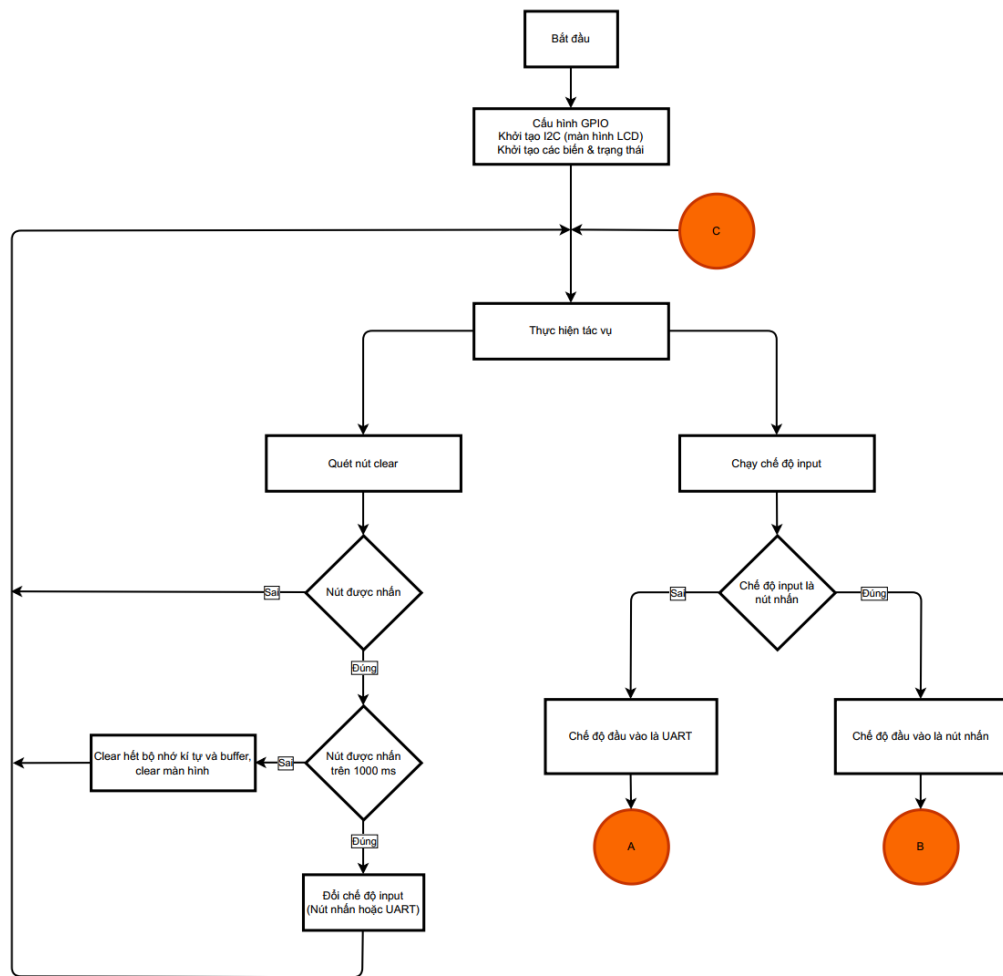 Bắt đầu
Cấu hình GPIO
Khởi tạo I2C (màn hình LCD)
Khởi tạo các biến & trạng thái
C
Thực hiện tác vụ
Quét nút clear
Chạy chế độ input
Nút được nhấn
Sai
Đúng
Chế độ input là
nút nhấn
Sai
Đúng
Nút được nhấn
trên 1000 ms
Sai
Đúng
Clear hết bộ nhớ kí tự và buffer,
clear màn hình
Chế độ đầu vào là UART
Chế độ đầu vào là nút nhấn
A
B
Đổi chế độ input
(Nút nhấn hoặc UART)